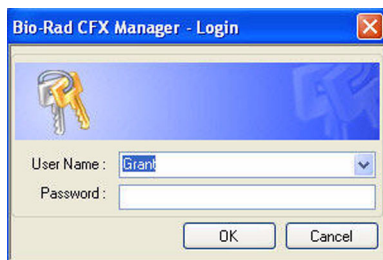 Bio-Rad CFX Manager - Login
User Name : Grant
Password :
OK Cancel